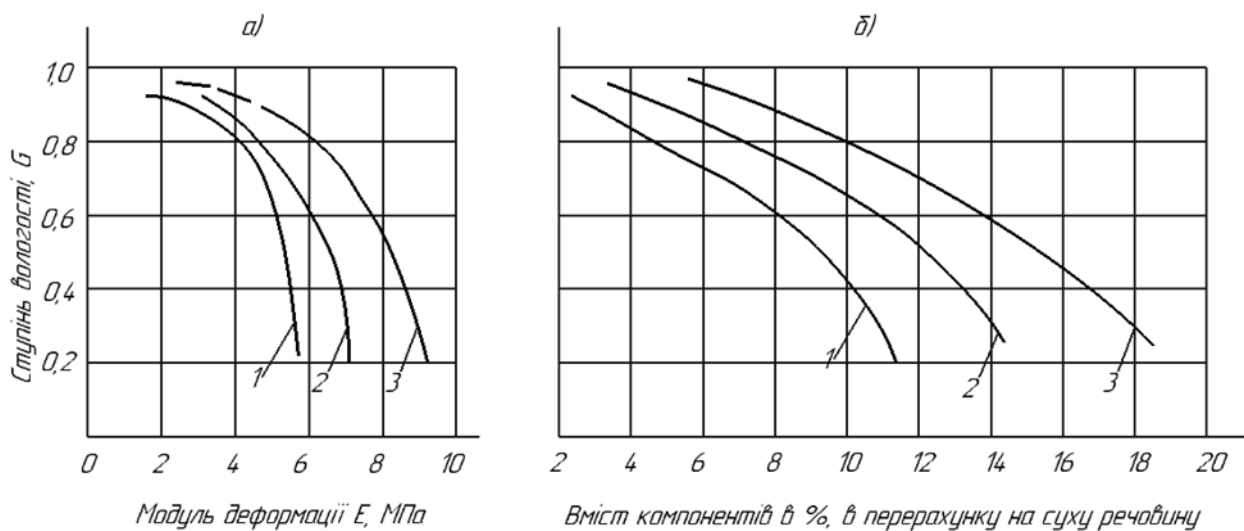 а)
б)
Ступінь вологості, G
1,0
0,8
0,6
0,4
0,2
1
2
3
1
2
3
0 2 4 6 8 10
2 4 6 8 10 12 14 16 18 20
Модуль деформації Е, МПа
Вміст компонентів в %, в перерахунку на суху речовину